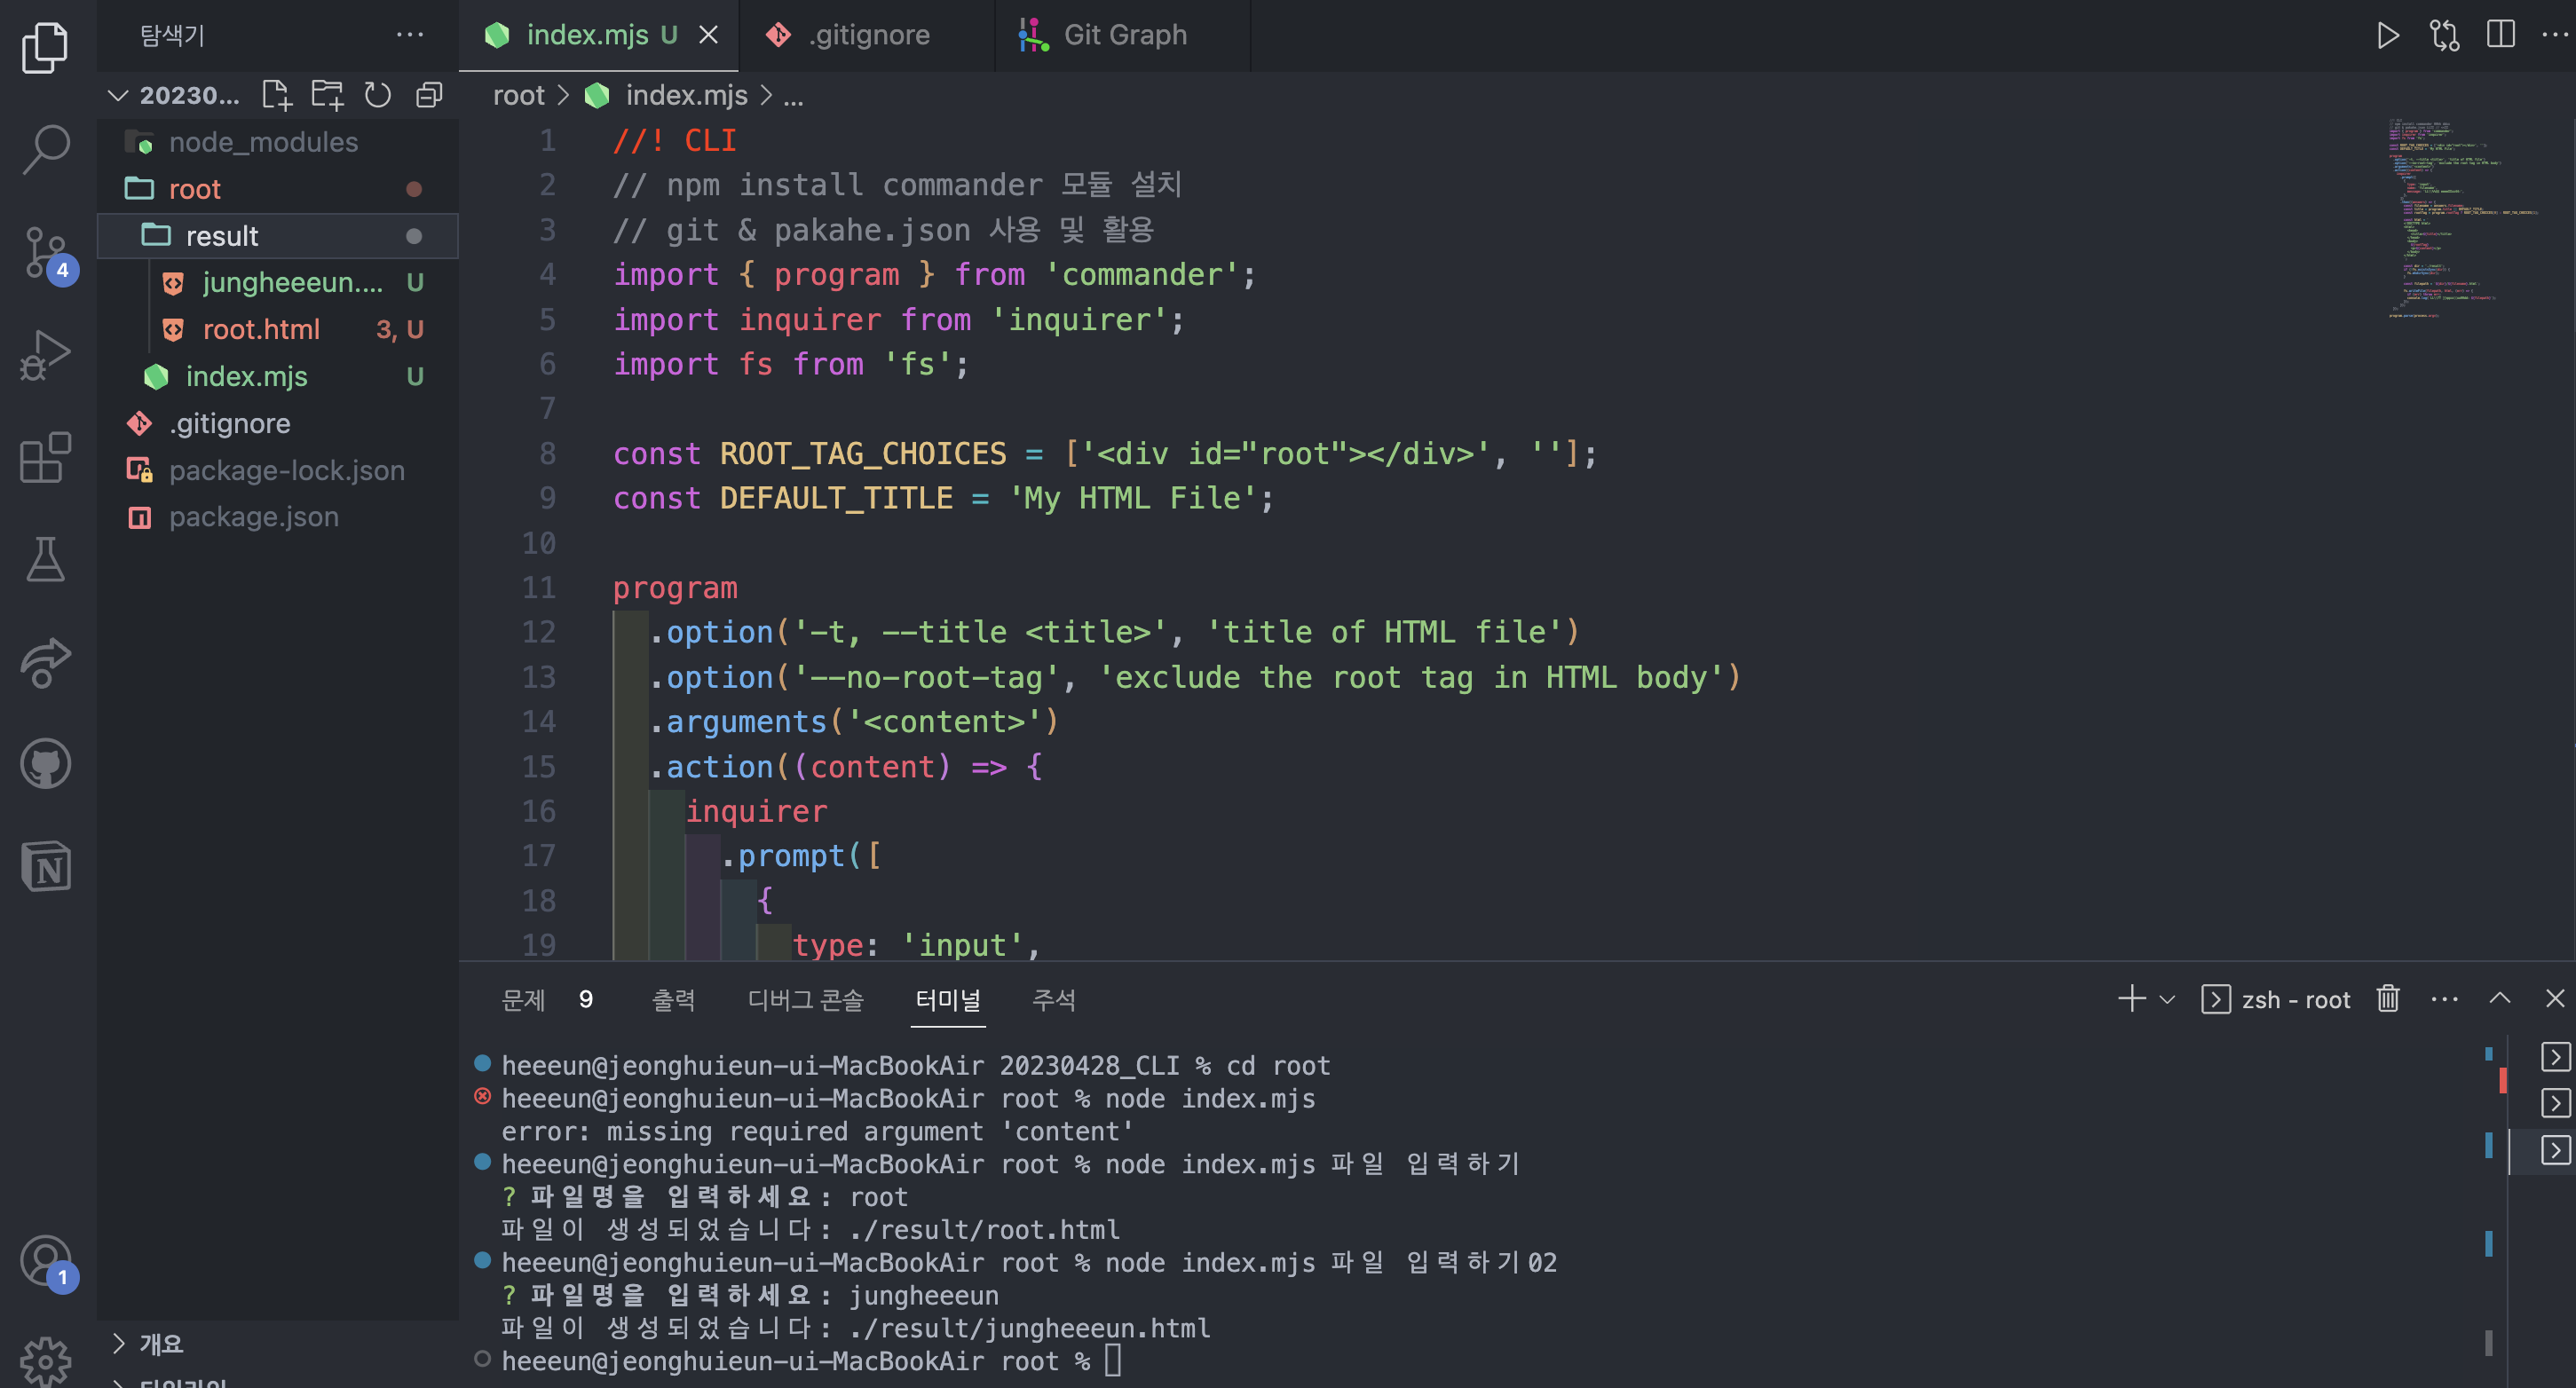 탐색기
index.mjs U
.gitignore
Git Graph
20230...
node_modules
root
result
jungheeeun.... U
root.html 3, U
index.mjs U
.gitignore
package-lock.json
package.json
4
1
N
개요
root > index.mjs > ...
1 //! CLI
2 // npm install commander 모듈 설치
3 // git & pakahe.json 사용 및 활용
4 import { program } from 'commander';
5 import inquirer from 'inquirer';
6 import fs from 'fs';
7
8 const ROOT_TAG_CHOICES = ['<div id="root"></div>', ''];
9 const DEFAULT_TITLE = 'My HTML File';
10
11 program
12 .option('-t, --title <title>', 'title of HTML file')
13 .option('--no-root-tag', 'exclude the root tag in HTML body')
14 .arguments('<content>')
15 .action((content) => {
16 inquirer
17 .prompt([
18 {
19 type: 'input',
문제 9 출력 디버그 콘솔 터미널 주석
zsh - root
heeeun@jeonghuieun-ui-MacBookAir 20230428_CLI % cd root
heeeun@jeonghuieun-ui-MacBookAir root % node index.mjs
error: missing required argument 'content'
heeeun@jeonghuieun-ui-MacBookAir root % node index.mjs 파일 입력하기
? 파일명을 입력하세요: root
파일이 생성되었습니다: ./result/root.html
heeeun@jeonghuieun-ui-MacBookAir root % node index.mjs 파일 입력하기02
? 파일명을 입력하세요: jungheeeun
파일이 생성되었습니다: ./result/jungheeeun.html
heeeun@jeonghuieun-ui-MacBookAir root %